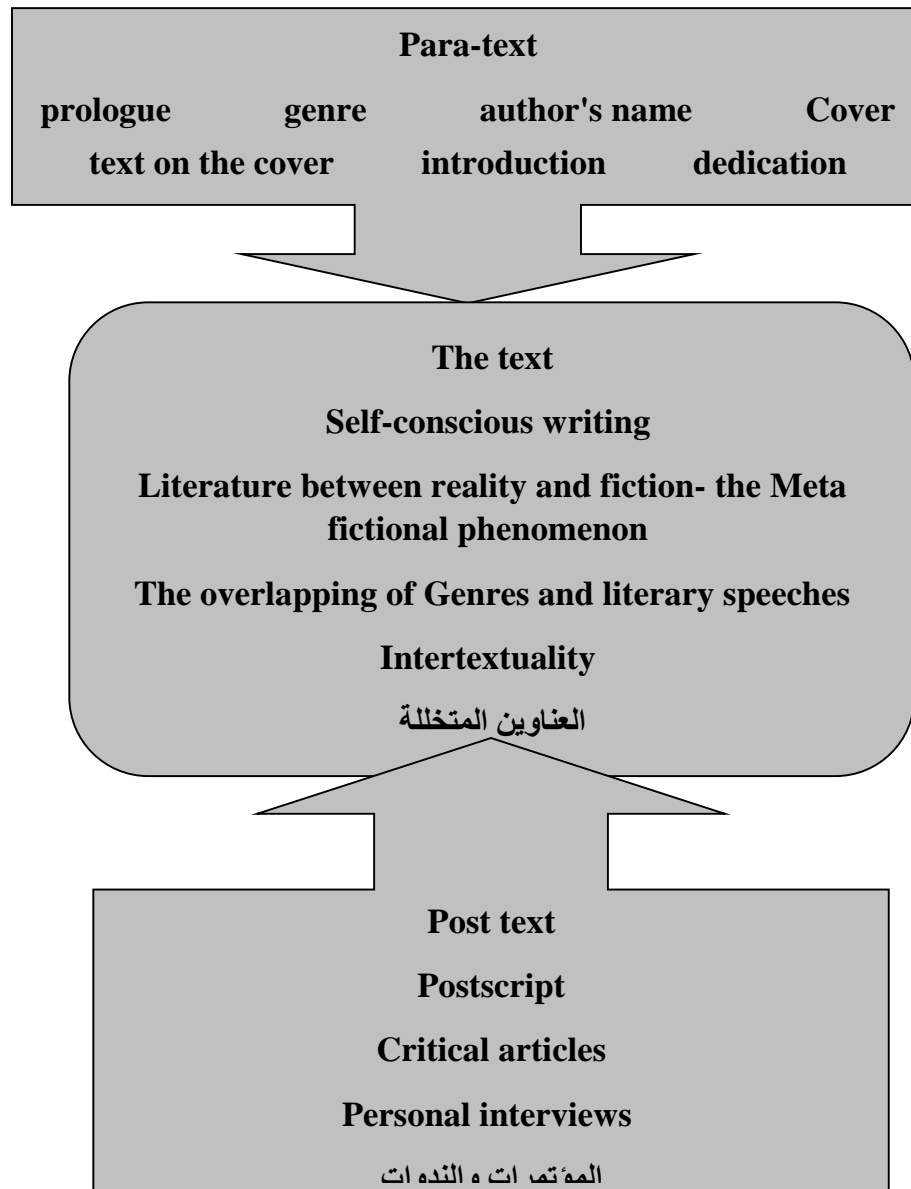 Para-text
prologue genre author's name Cover
text on the cover introduction dedication
The text
Self-conscious writing
Literature between reality and fiction- the Meta
fictional phenomenon
The overlapping of Genres and literary speeches
Intertextuality
العناوين المتخللة
Post text
Postscript
Critical articles
Personal interviews
المؤتمرات والندوات